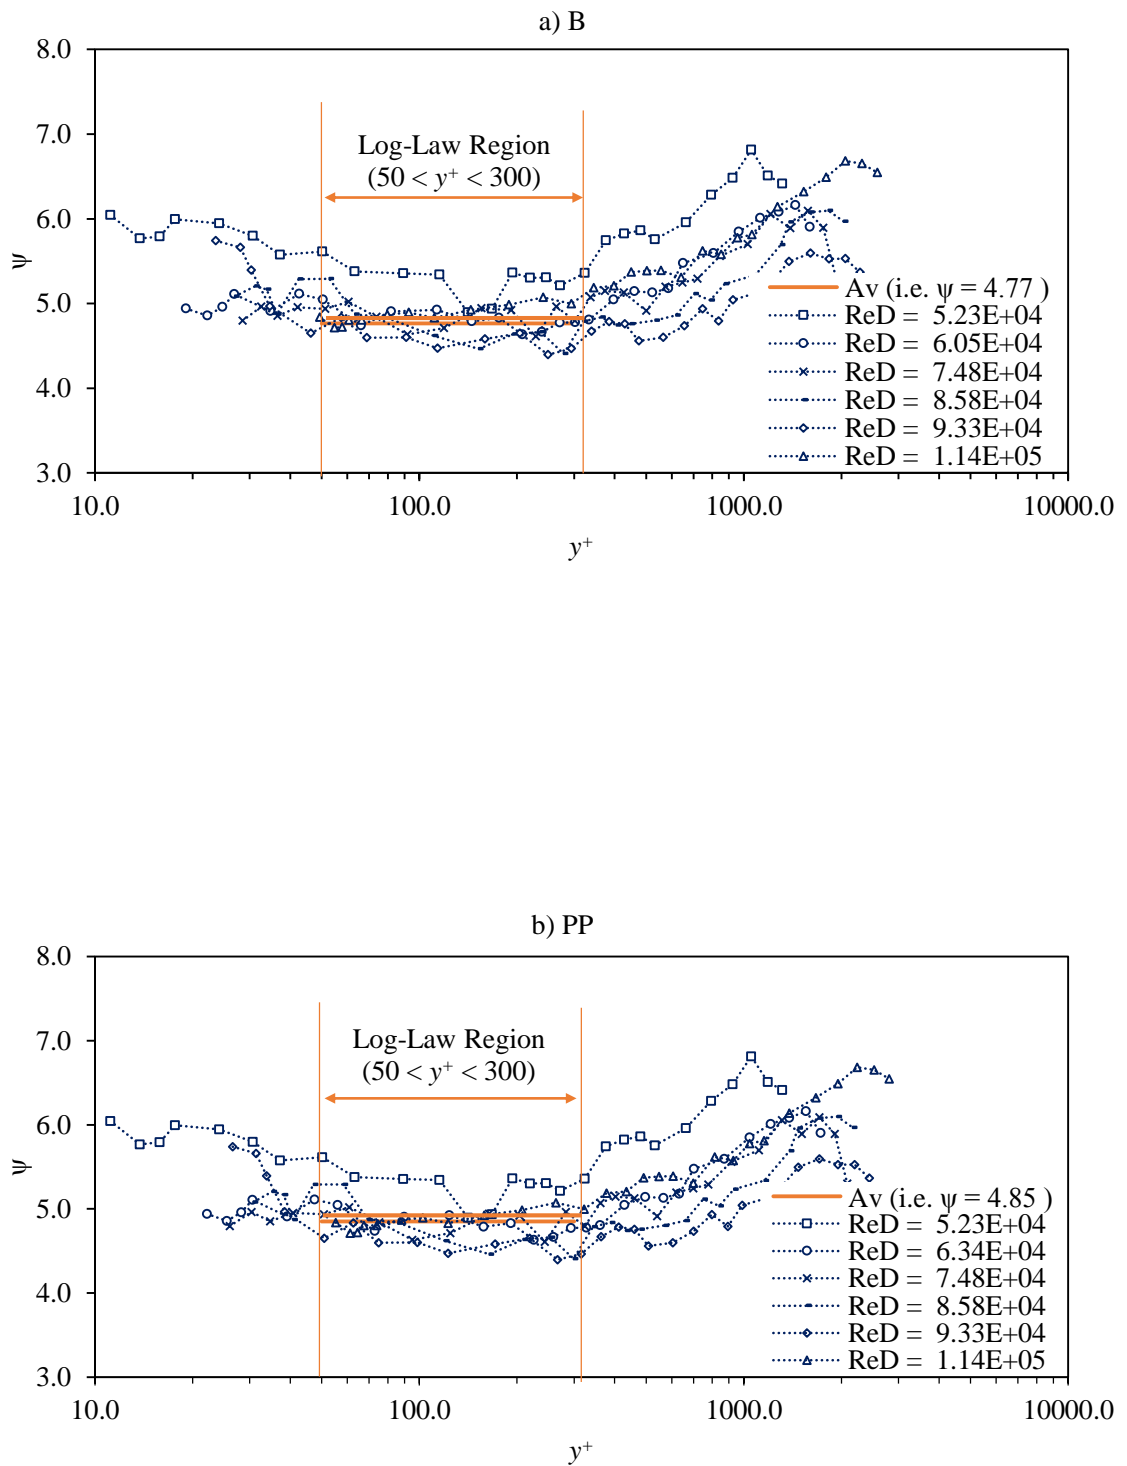 a) B
8.0
7.0
6.0
5.0
4.0
3.0
ψ
Log-Law Region
(50 < y+ < 300)
Av (i.e. ψ = 4.77 )
ReD = 5.23E+04
ReD = 6.05E+04
ReD = 7.48E+04
ReD = 8.58E+04
ReD = 9.33E+04
ReD = 1.14E+05
10.0 100.0 1000.0 10000.0
y+
b) PP
8.0
7.0
6.0
5.0
4.0
3.0
ψ
Log-Law Region
(50 < y+ < 300)
Av (i.e. ψ = 4.85 )
ReD = 5.23E+04
ReD = 6.34E+04
ReD = 7.48E+04
ReD = 8.58E+04
ReD = 9.33E+04
ReD = 1.14E+05
10.0 100.0 1000.0 10000.0
y+